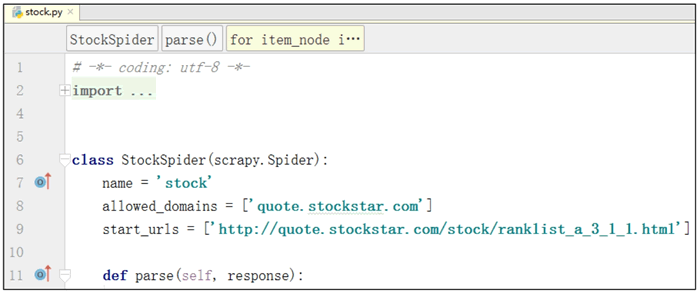 stock.py ×
StockSpider parse() for item_node i...
1 # -*- coding: utf-8 -*-
2 import ...
4
5
6 class StockSpider(scrapy.Spider):
7 name = 'stock'
8 allowed_domains = ['quote.stockstar.com']
9 start_urls = ['http://quote.stockstar.com/stock/ranklist_a_3_1_1.html']
10
11 def parse(self, response):